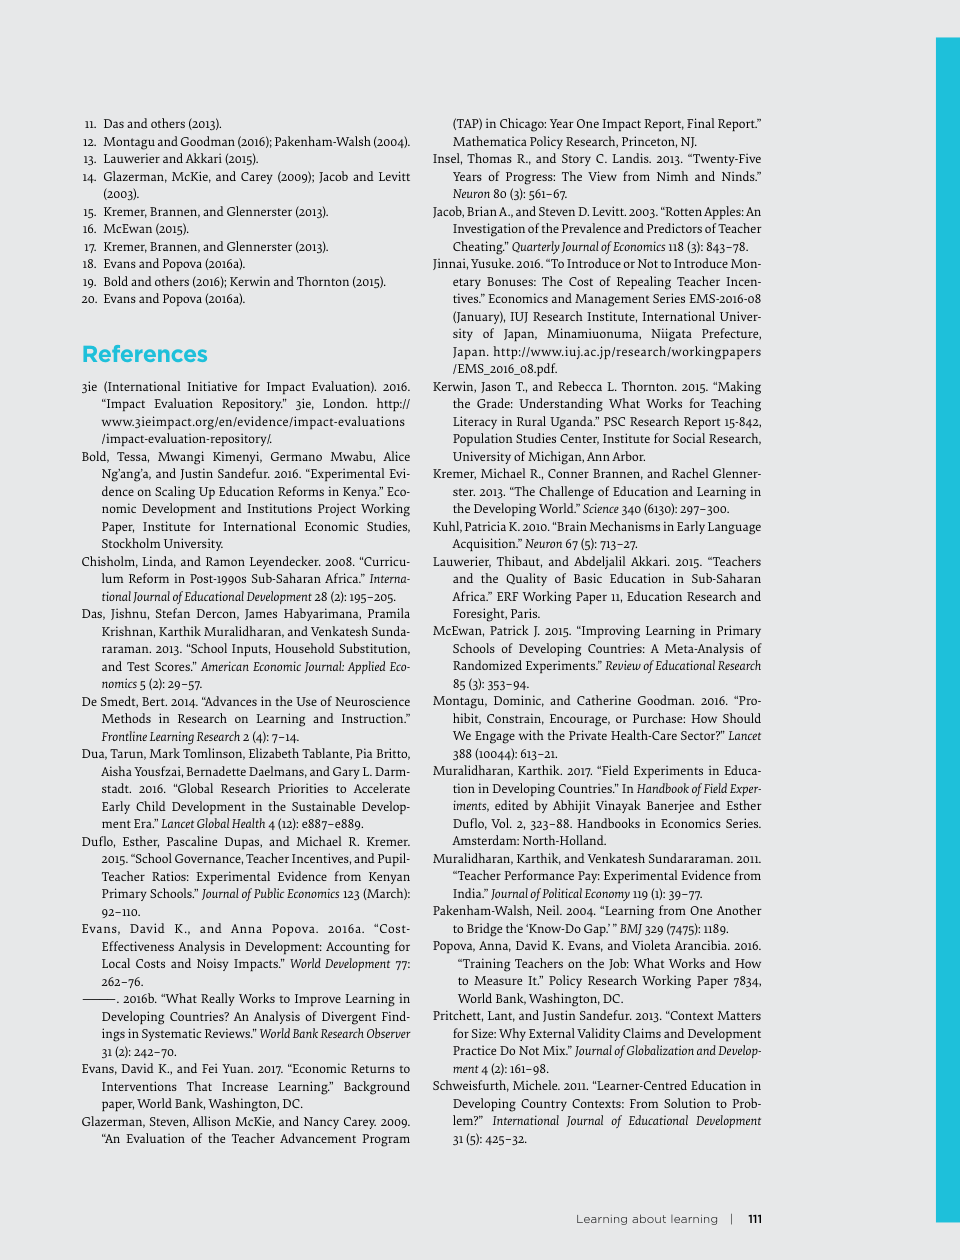 11. Das and others (2013).
12. Montagu and Goodman (2016); Pakenham-Walsh (2004).
13. Lauwerier and Akkari (2015).
14. Glazerman, McKie, and Carey (2009); Jacob and Levitt
(2003).
15. Kremer, Brannen, and Glennerster (2013).
16. McEwan (2015).
17. Kremer, Brannen, and Glennerster (2013).
18. Evans and Popova (2016a).
19. Bold and others (2016); Kerwin and Thornton (2015).
20. Evans and Popova (2016a).
References
3ie (International Initiative for Impact Evaluation). 2016.
“Impact Evaluation Repository.” 3ie, London. http://
www.3ieimpact.org/en/evidence/impact-evaluations
/impact-evaluation-repository/.
Bold, Tessa, Mwangi Kimenyi, Germano Mwabu, Alice
Ng’ang’a, and Justin Sandefur. 2016. “Experimental Evi-
dence on Scaling Up Education Reforms in Kenya.” Eco-
nomic Development and Institutions Project Working
Paper, Institute for International Economic Studies,
Stockholm University.
Chisholm, Linda, and Ramon Leyendecker. 2008. “Curricu-
lum Reform in Post-1990s Sub-Saharan Africa.” Interna-
tional Journal of Educational Development 28 (2): 195–205.
Das, Jishnu, Stefan Dercon, James Habyarimana, Pramila
Krishnan, Karthik Muralidharan, and Venkatesh Sunda-
raraman. 2013. “School Inputs, Household Substitution,
and Test Scores.” American Economic Journal: Applied Eco-
nomics 5 (2): 29–57.
De Smedt, Bert. 2014. “Advances in the Use of Neuroscience
Methods in Research on Learning and Instruction.”
Frontline Learning Research 2 (4): 7–14.
Dua, Tarun, Mark Tomlinson, Elizabeth Tablante, Pia Britto,
Aisha Yousfzai, Bernadette Daelmans, and Gary L. Darm-
stadt. 2016. “Global Research Priorities to Accelerate
Early Child Development in the Sustainable Develop-
ment Era.” Lancet Global Health 4 (12): e887–e889.
Duflo, Esther, Pascaline Dupas, and Michael R. Kremer.
2015. “School Governance, Teacher Incentives, and Pupil-
Teacher Ratios: Experimental Evidence from Kenyan
Primary Schools.” Journal of Public Economics 123 (March):
92–110.
Evans, David K., and Anna Popova. 2016a. “Cost-
Effectiveness Analysis in Development: Accounting for
Local Costs and Noisy Impacts.” World Development 77:
262–76.
———. 2016b. “What Really Works to Improve Learning in
Developing Countries? An Analysis of Divergent Find-
ings in Systematic Reviews.” World Bank Research Observer
31 (2): 242–70.
Evans, David K., and Fei Yuan. 2017. “Economic Returns to
Interventions That Increase Learning.” Background
paper, World Bank, Washington, DC.
Glazerman, Steven, Allison McKie, and Nancy Carey. 2009.
“An Evaluation of the Teacher Advancement Program
(TAP) in Chicago: Year One Impact Report, Final Report.”
Mathematica Policy Research, Princeton, NJ.
Insel, Thomas R., and Story C. Landis. 2013. “Twenty-Five
Years of Progress: The View from Nimh and Ninds.”
Neuron 80 (3): 561–67.
Jacob, Brian A., and Steven D. Levitt. 2003. “Rotten Apples: An
Investigation of the Prevalence and Predictors of Teacher
Cheating.” Quarterly Journal of Economics 118 (3): 843–78.
Jinnai, Yusuke. 2016. “To Introduce or Not to Introduce Mon-
etary Bonuses: The Cost of Repealing Teacher Incen-
tives.” Economics and Management Series EMS-2016-08
(January), IUJ Research Institute, International Univer-
sity of Japan, Minamiuonuma, Niigata Prefecture,
Japan. http://www.iuj.ac.jp/research/workingpapers
/EMS_2016_08.pdf.
Kerwin, Jason T., and Rebecca L. Thornton. 2015. “Making
the Grade: Understanding What Works for Teaching
Literacy in Rural Uganda.” PSC Research Report 15-842,
Population Studies Center, Institute for Social Research,
University of Michigan, Ann Arbor.
Kremer, Michael R., Conner Brannen, and Rachel Glenner-
ster. 2013. “The Challenge of Education and Learning in
the Developing World.” Science 340 (6130): 297–300.
Kuhl, Patricia K. 2010. “Brain Mechanisms in Early Language
Acquisition.” Neuron 67 (5): 713–27.
Lauwerier, Thibaut, and Abdeljalil Akkari. 2015. “Teachers
and the Quality of Basic Education in Sub-Saharan
Africa.” ERF Working Paper 11, Education Research and
Foresight, Paris.
McEwan, Patrick J. 2015. “Improving Learning in Primary
Schools of Developing Countries: A Meta-Analysis of
Randomized Experiments.” Review of Educational Research
85 (3): 353–94.
Montagu, Dominic, and Catherine Goodman. 2016. “Pro-
hibit, Constrain, Encourage, or Purchase: How Should
We Engage with the Private Health-Care Sector?” Lancet
388 (10044): 613–21.
Muralidharan, Karthik. 2017. “Field Experiments in Educa-
tion in Developing Countries.” In Handbook of Field Exper-
iments, edited by Abhijit Vinayak Banerjee and Esther
Duflo, Vol. 2, 323–88. Handbooks in Economics Series.
Amsterdam: North-Holland.
Muralidharan, Karthik, and Venkatesh Sundararaman. 2011.
“Teacher Performance Pay: Experimental Evidence from
India.” Journal of Political Economy 119 (1): 39–77.
Pakenham-Walsh, Neil. 2004. “Learning from One Another
to Bridge the ‘Know-Do Gap.’ ” BMJ 329 (7475): 1189.
Popova, Anna, David K. Evans, and Violeta Arancibia. 2016.
“Training Teachers on the Job: What Works and How
to Measure It.” Policy Research Working Paper 7834,
World Bank, Washington, DC.
Pritchett, Lant, and Justin Sandefur. 2013. “Context Matters
for Size: Why External Validity Claims and Development
Practice Do Not Mix.” Journal of Globalization and Develop-
ment 4 (2): 161–98.
Schweisfurth, Michele. 2011. “Learner-Centred Education in
Developing Country Contexts: From Solution to Prob-
lem?” International Journal of Educational Development
31 (5): 425–32.
Learning about learning | 111